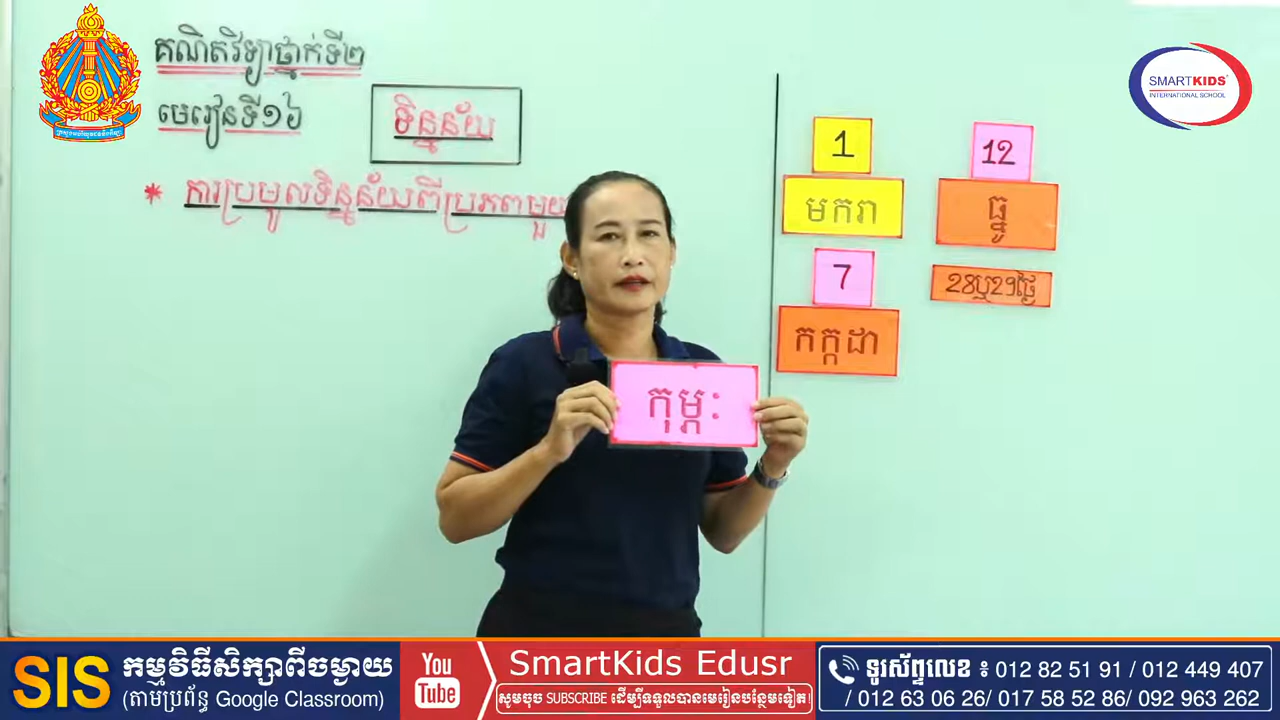 គណិតវិទ្យាថ្នាក់ទី២
មេរៀនទី១៦
ទិន្នន័យ
* ការប្រមូលទិន្នន័យពីប្រភពមួយ
1
មករា
12
ធ្នូ
7
កក្កដា
28ឬ29ថ្ងៃ
កុម្ភៈ
SMARTKIDS
INTERNATIONAL SCHOOL
SIS
កម្មវិធីសិក្សាពីចម្ងាយ
(តាមប្រព័ន្ធ Google Classroom)
You
Tube
SmartKids Edusr
សូមចុច SUBSCRIBE ដើម្បីទទួលបានមេរៀនបន្ថែមទៀត!
ទូរស័ព្ទលេខ ៖ 012 82 51 91 / 012 449 407
/ 012 63 06 26/ 017 58 52 86/ 092 963 262